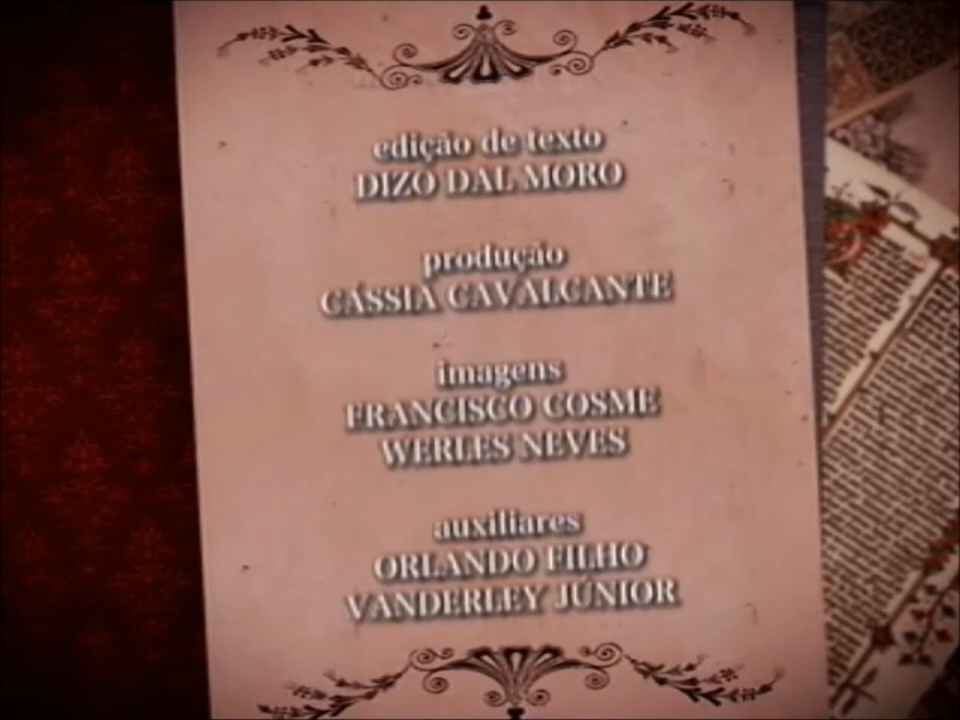 edição de texto
DIZO DAL MORO
produção
CÁSSIA CAVALCANTE
imagens
FRANCISCO COSME
WERLES NEVES
auxiliares
ORLANDO FILHO
VANDERLEY JÚNIOR